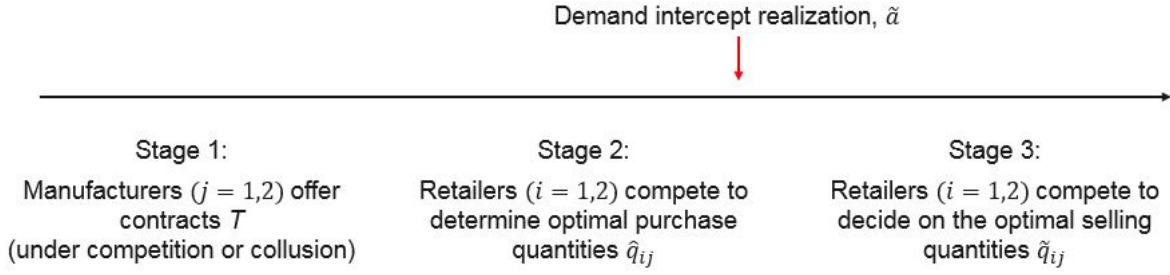 Demand intercept realization, ã
Stage 1:
Manufacturers (j = 1,2) offer
contracts T
(under competition or collusion)
Stage 2:
Retailers (i = 1,2) compete to
determine optimal purchase
quantities q̂ᵢⱼ
Stage 3:
Retailers (i = 1,2) compete to
decide on the optimal selling
quantities q̃ᵢⱼ